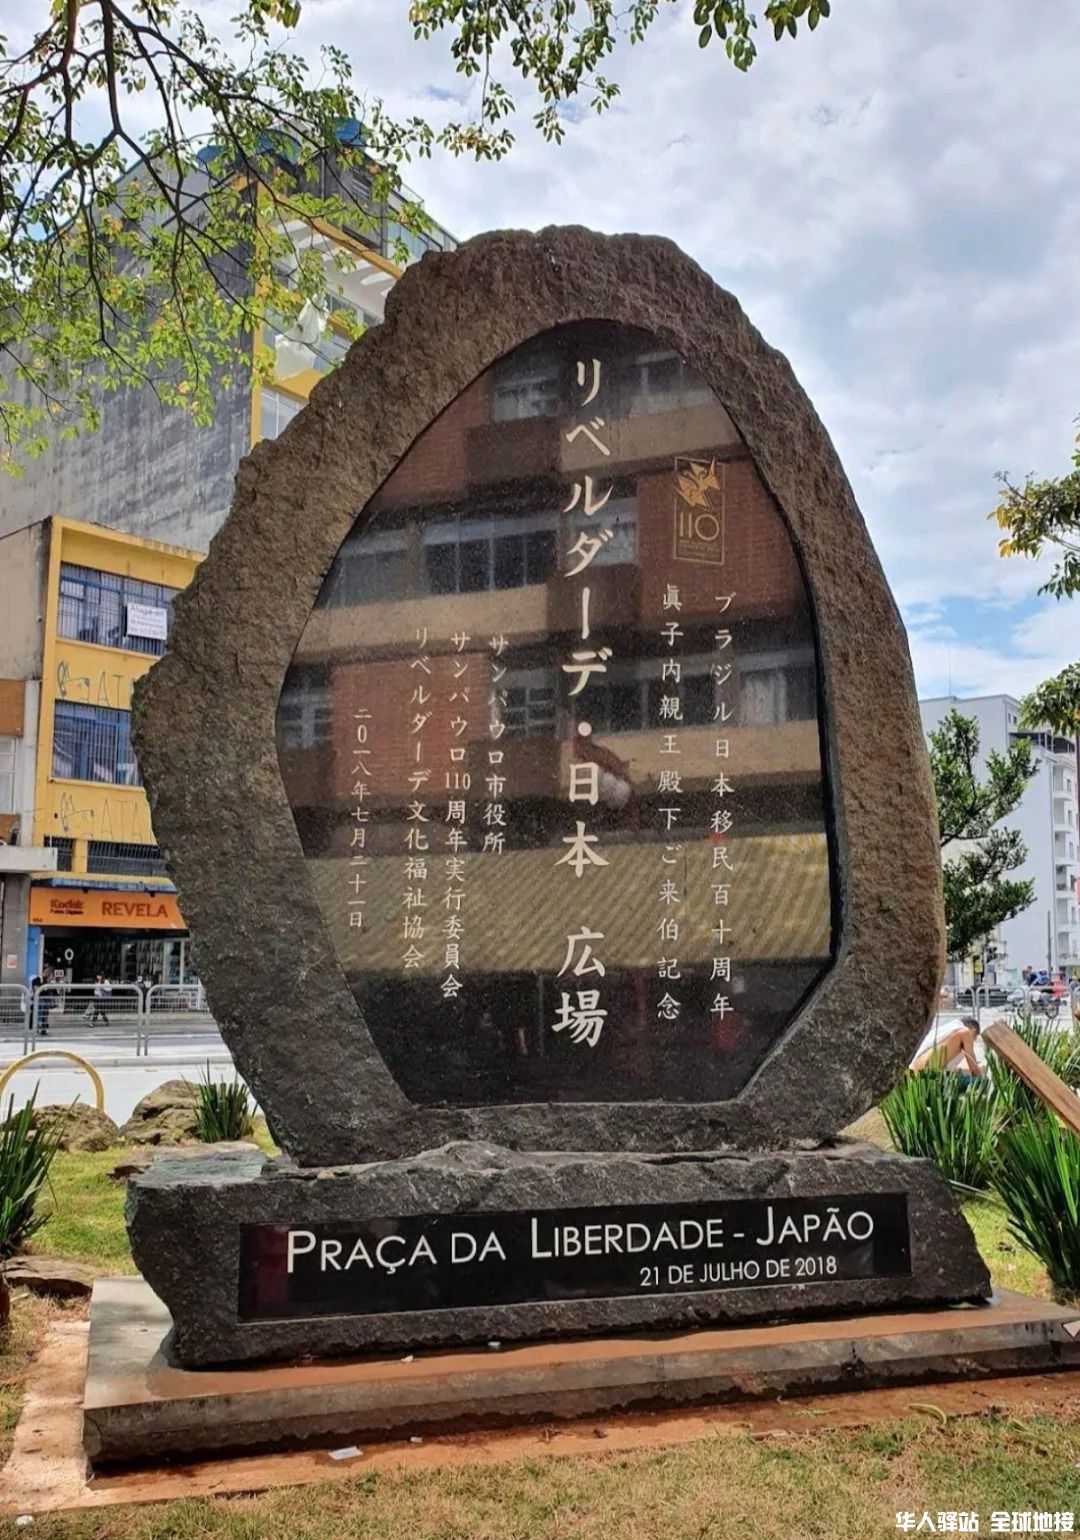 リベルダーデ・日本 広場
110
ブラジル日本移民百十周年
眞子内親王殿下ご来伯記念
サンパウロ市役所
サンパウロ110周年実行委員会
リベルダーデ文化福祉協会
二〇一八年七月二十一日
PRAÇA DA LIBERDADE - JAPÃO
21 DE JULHO DE 2018
Aluga-se
Kodak
REVELA
华人驿站 全球地接